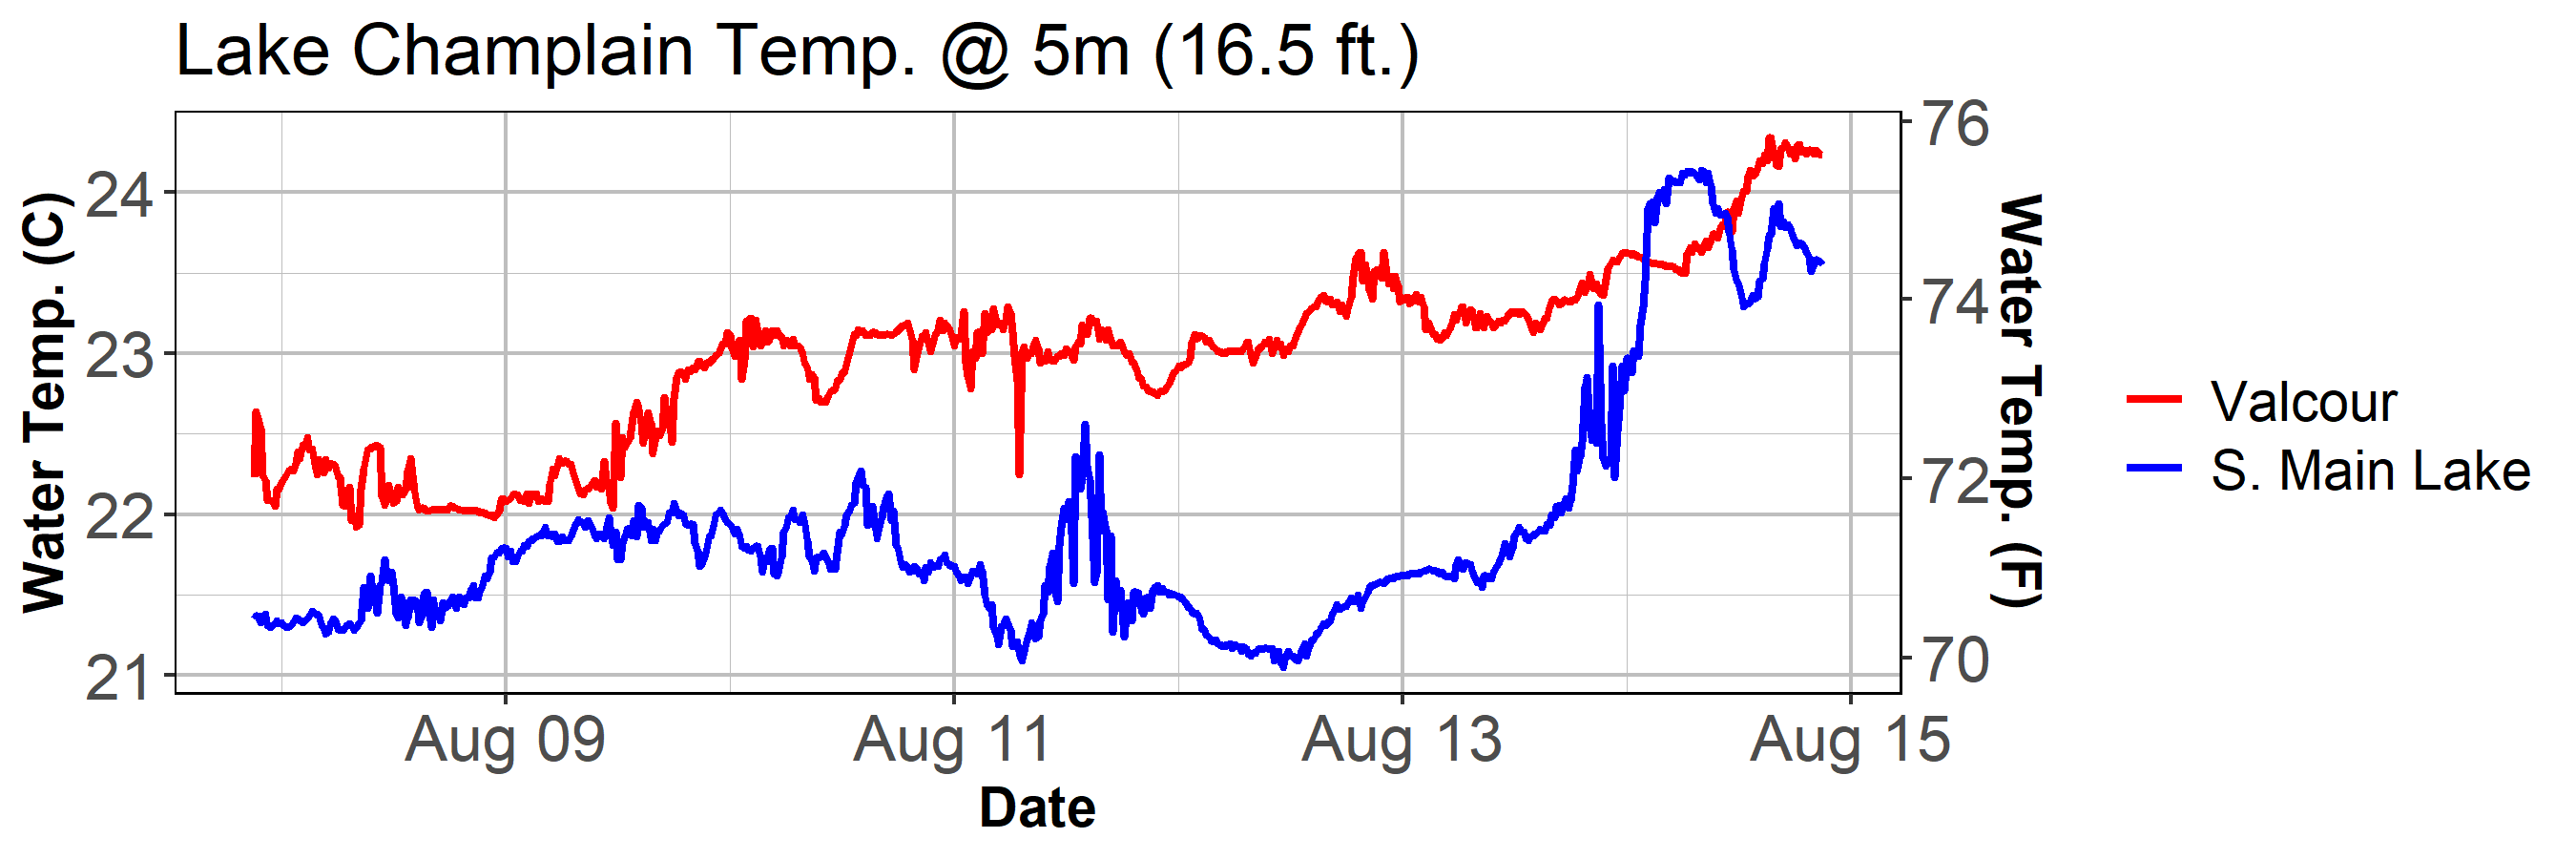 Lake Champlain Temp. @ 5m (16.5 ft.)
Water Temp. (C)
24
23
22
21
76
74
72
70
Water Temp. (F)
Aug 09
Aug 11
Aug 13
Aug 15
Date
Valcour
S. Main Lake